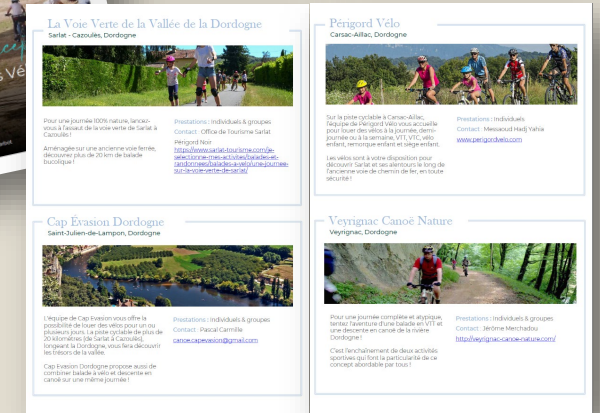 La Voie Verte de la Vallée de la Dordogne
Sarlat - Cazoulès, Dordogne
Pour une journée 100% nature, lancez-
vous à l'assaut de la voie verte de Sarlat à
Cazoulès !
Aménagée sur une ancienne voie ferrée,
découvrez plus de 20 km de balade
bucolique !
Prestations : Individuels & groupes
Contact : Office de Tourisme Sarlat
Périgord Noir
https://www.sarlat-tourisme.com/je-
selectionne-mes-activites/balades-et-
randonnees/balades-a-velo/une-journee-
sur-la-voie-verte-de-sarlat/
Cap Évasion Dordogne
Saint-Julien-de-Lampon, Dordogne
L'équipe de Cap Evasion vous offre la
possibilité de louer des vélos pour un ou
plusieurs jours. La piste cyclable de plus de
20 kilomètres (de Sarlat à Cazoulès),
longeant la Dordogne, vous fera découvrir
les trésors de la vallée.
Cap Evasion Dordogne propose aussi de
combiner balade à vélo et descente en
canoë sur une même journée !
Prestations : Individuels & groupes
Contact : Pascal Carmille
canoe.capevasion@gmail.com
Périgord Vélo
Carsac-Aillac, Dordogne
Sur la piste cyclable à Carsac-Aillac,
l'équipe de Périgord Vélo vous accueille
pour louer des vélos à la journée, demi-
journée ou à la semaine, VTT, VTC, vélo
enfant, remorque enfant et siège enfant.
Les vélos sont à votre disposition pour
découvrir Sarlat et ses alentours le long de
l'ancienne voie de chemin de fer, en toute
sécurité !
Prestations : Individuels
Contact : Messaoud Hadj Yahia
www.perigordvelo.com
Veyrignac Canoë Nature
Veyrignac, Dordogne
Pour une journée complète et atypique,
tentez l'aventure d'une balade en VTT et
une descente en canoë de la rivière
Dordogne !
C'est l'enchaînement de deux activités
sportives qui font la particularité de ce
concept abordable par tous !
Prestations : Individuels & groupes
Contact : Jérôme Merchadou
http://veyrignac-canoe-nature.com/